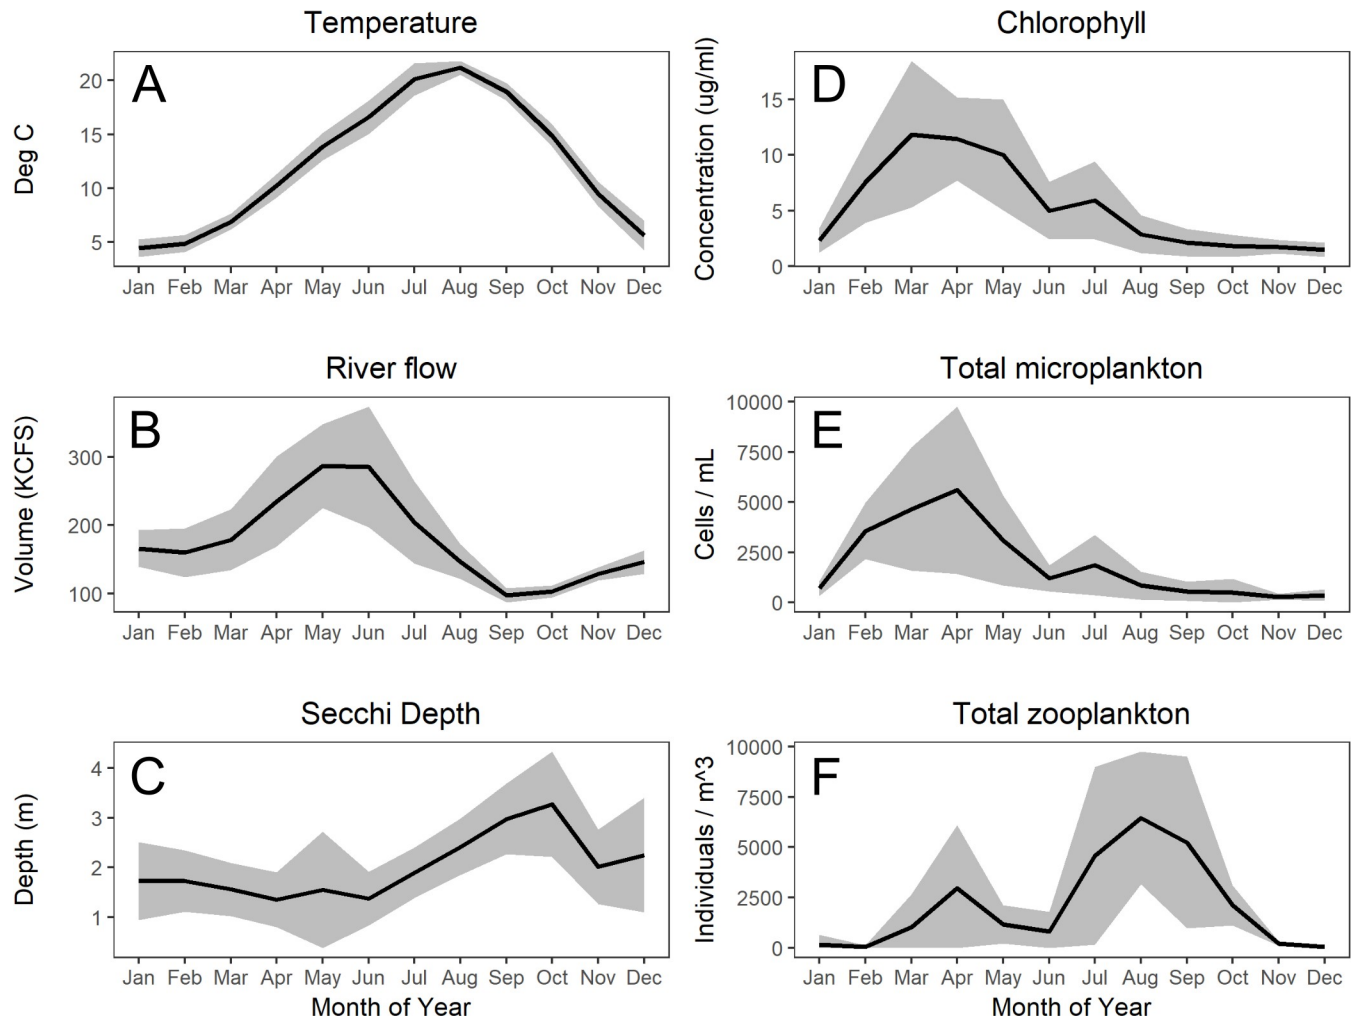 Temperature
A
Deg C
20
15
10
5
Jan Feb Mar Apr May Jun Jul Aug Sep Oct Nov Dec
River flow
B
Volume (KCFS)
300
200
100
Jan Feb Mar Apr May Jun Jul Aug Sep Oct Nov Dec
Secchi Depth
C
Depth (m)
4
3
2
1
Jan Feb Mar Apr May Jun Jul Aug Sep Oct Nov Dec
Month of Year
Chlorophyll
D
Concentration (ug/ml)
15
10
5
0
Jan Feb Mar Apr May Jun Jul Aug Sep Oct Nov Dec
Total microplankton
E
Cells / mL
10000
7500
5000
2500
0
Jan Feb Mar Apr May Jun Jul Aug Sep Oct Nov Dec
Total zooplankton
F
Individuals / m^3
10000
7500
5000
2500
0
Jan Feb Mar Apr May Jun Jul Aug Sep Oct Nov Dec
Month of Year